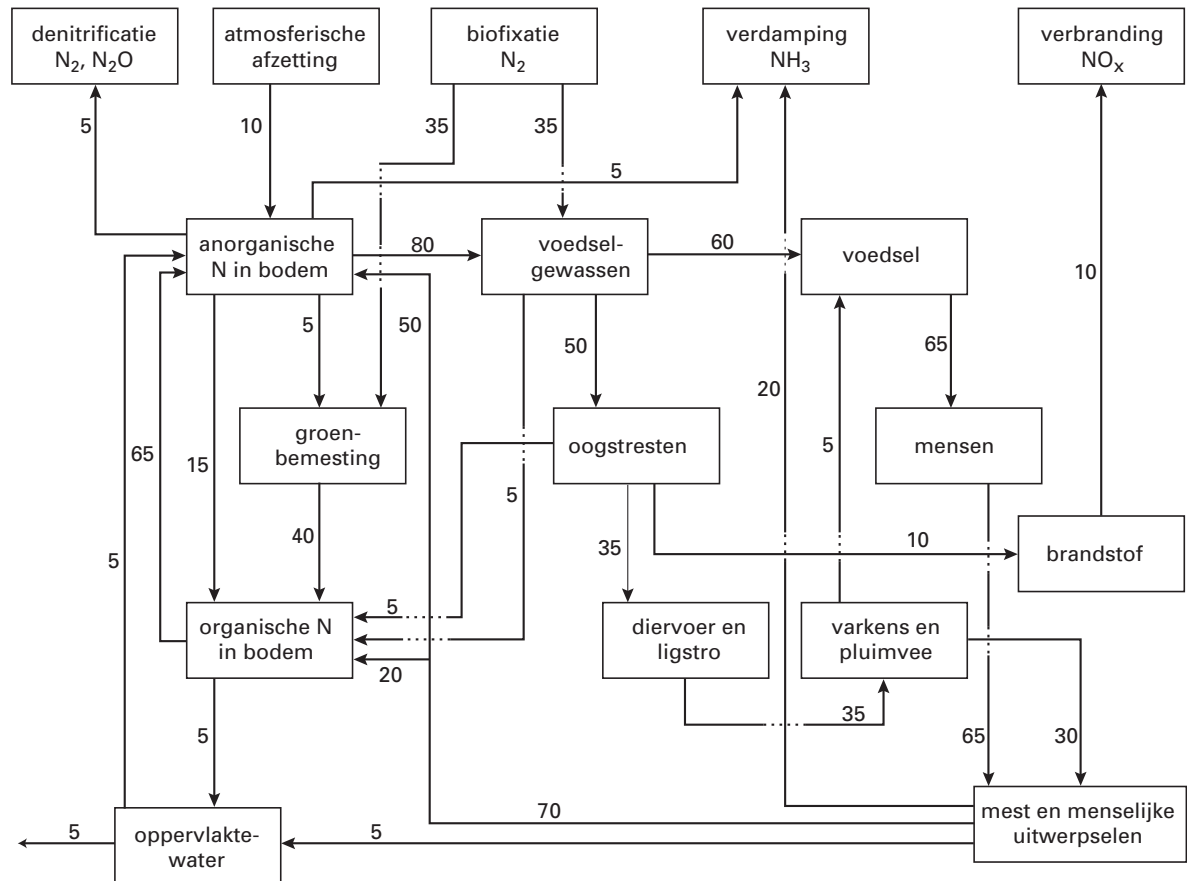 denitrificatie
N2, N2O
atmosferische
afzetting
biofixatie
N2
verdamping
NH3
verbranding
NOx
5
10
35
35
5
anorganische
N in bodem
80
voedsel-
gewassen
60
voedsel
10
5
50
50
65
20
groen-
bemesting
oogstresten
mensen
65
15
5
5
40
35
10
brandstof
5
5
organische N
in bodem
diervoer en
ligstro
varkens en
pluimvee
20
35
5
65
30
70
mest en menselijke
uitwerpselen
5
oppervlakte-
water
5